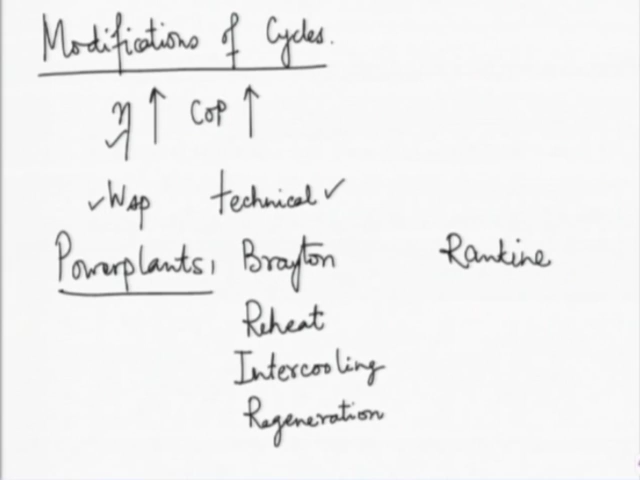 Modifications of Cycles.
η ↑ COP ↑
✓
✓ Wsp technical ✓
Powerplants, Brayton Rankine
Reheat
Intercooling
Regeneration